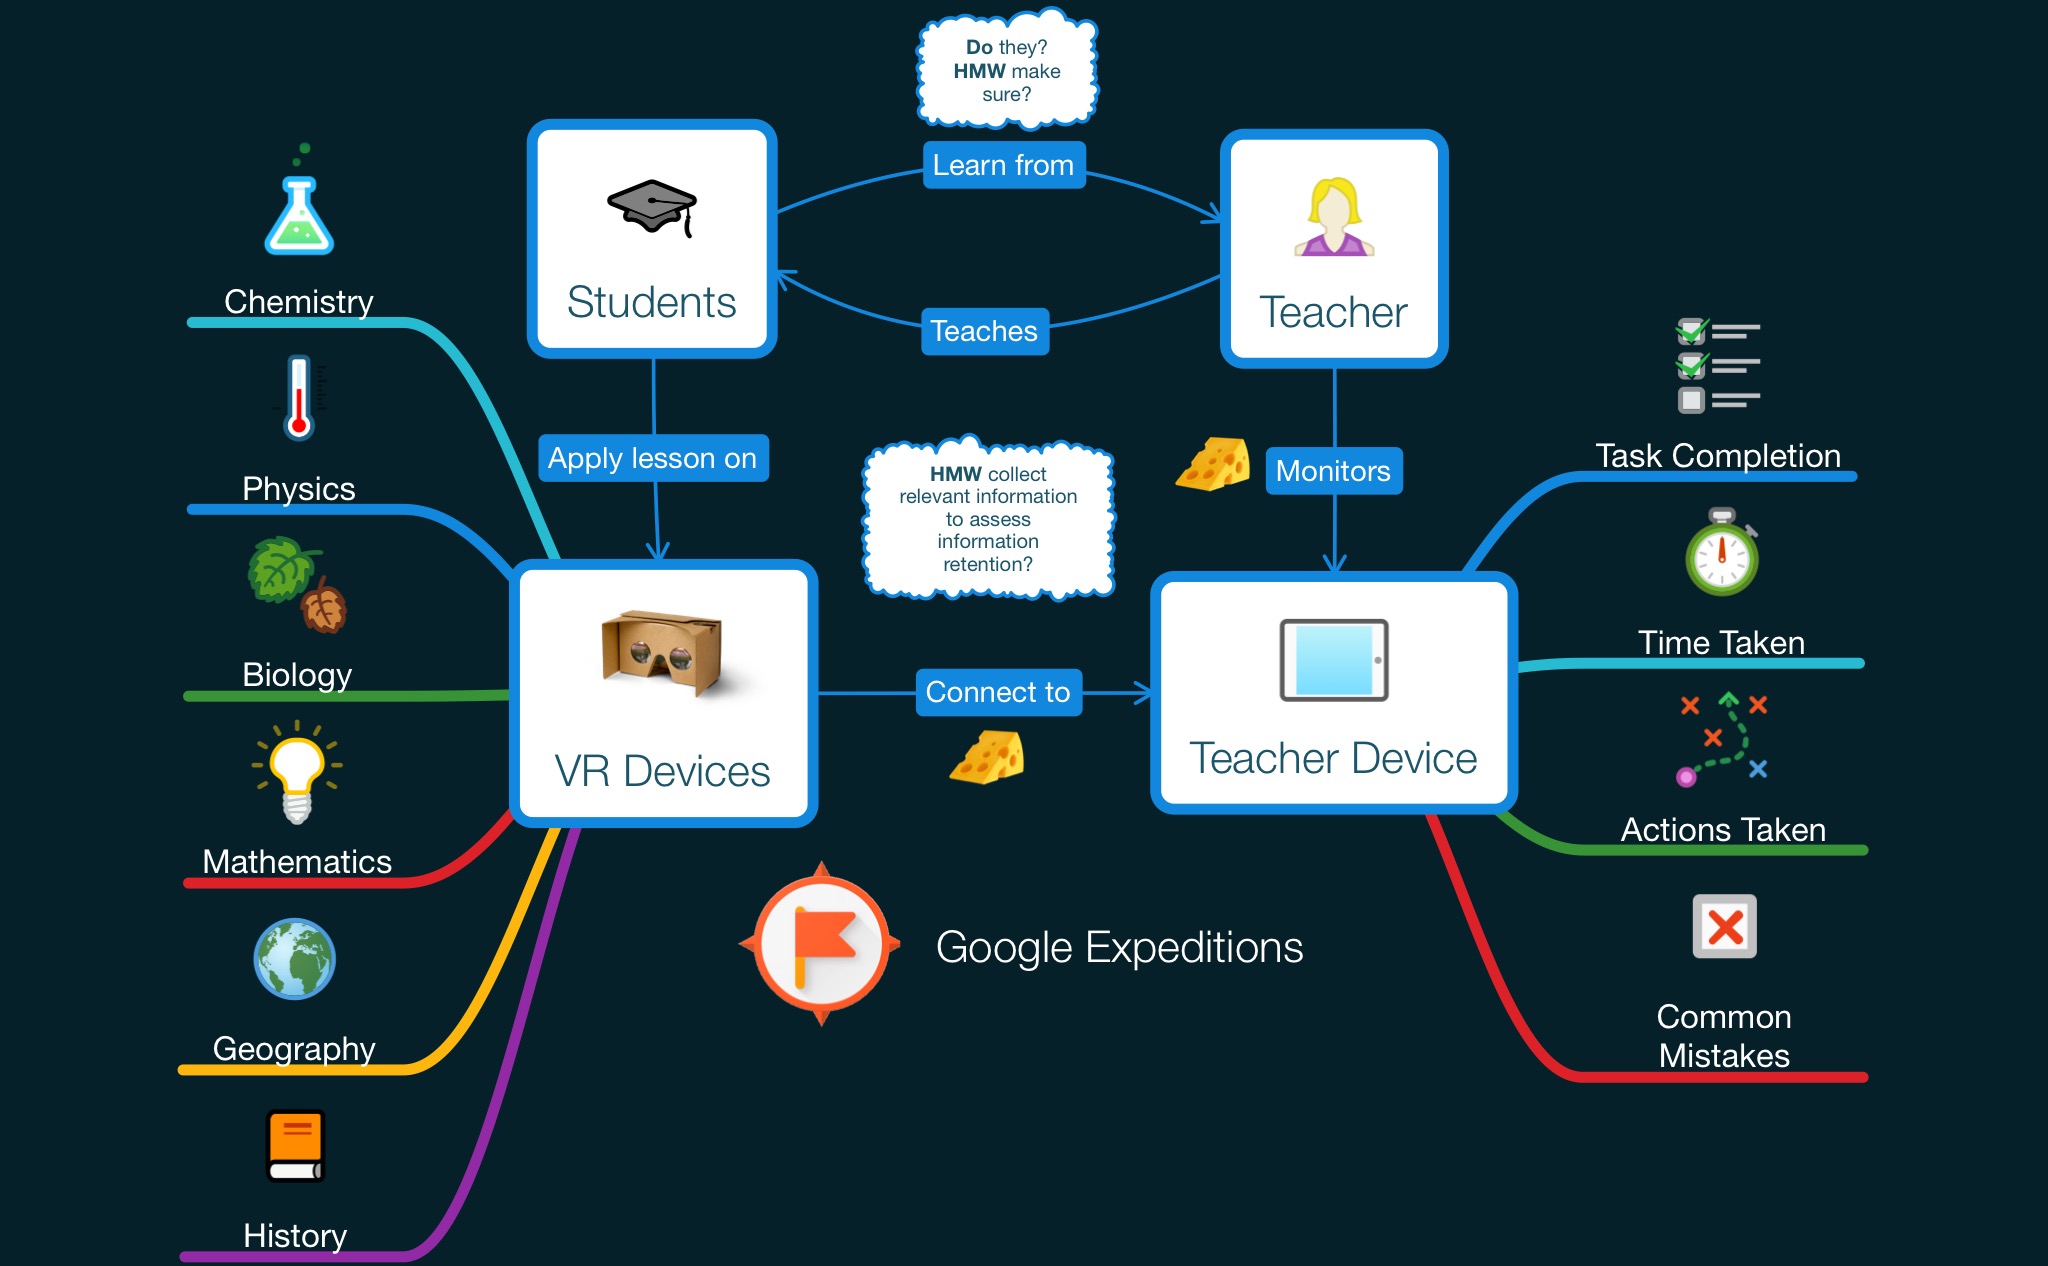 Do they?
HMW make
sure?
Learn from
Students
Teacher
Teaches
Chemistry
Physics
Biology
Mathematics
Geography
History
Apply lesson on
HMW collect
relevant information
to assess
information
retention?
Monitors
VR Devices
Connect to
Teacher Device
Task Completion
Time Taken
Actions Taken
Common
Mistakes
Google Expeditions